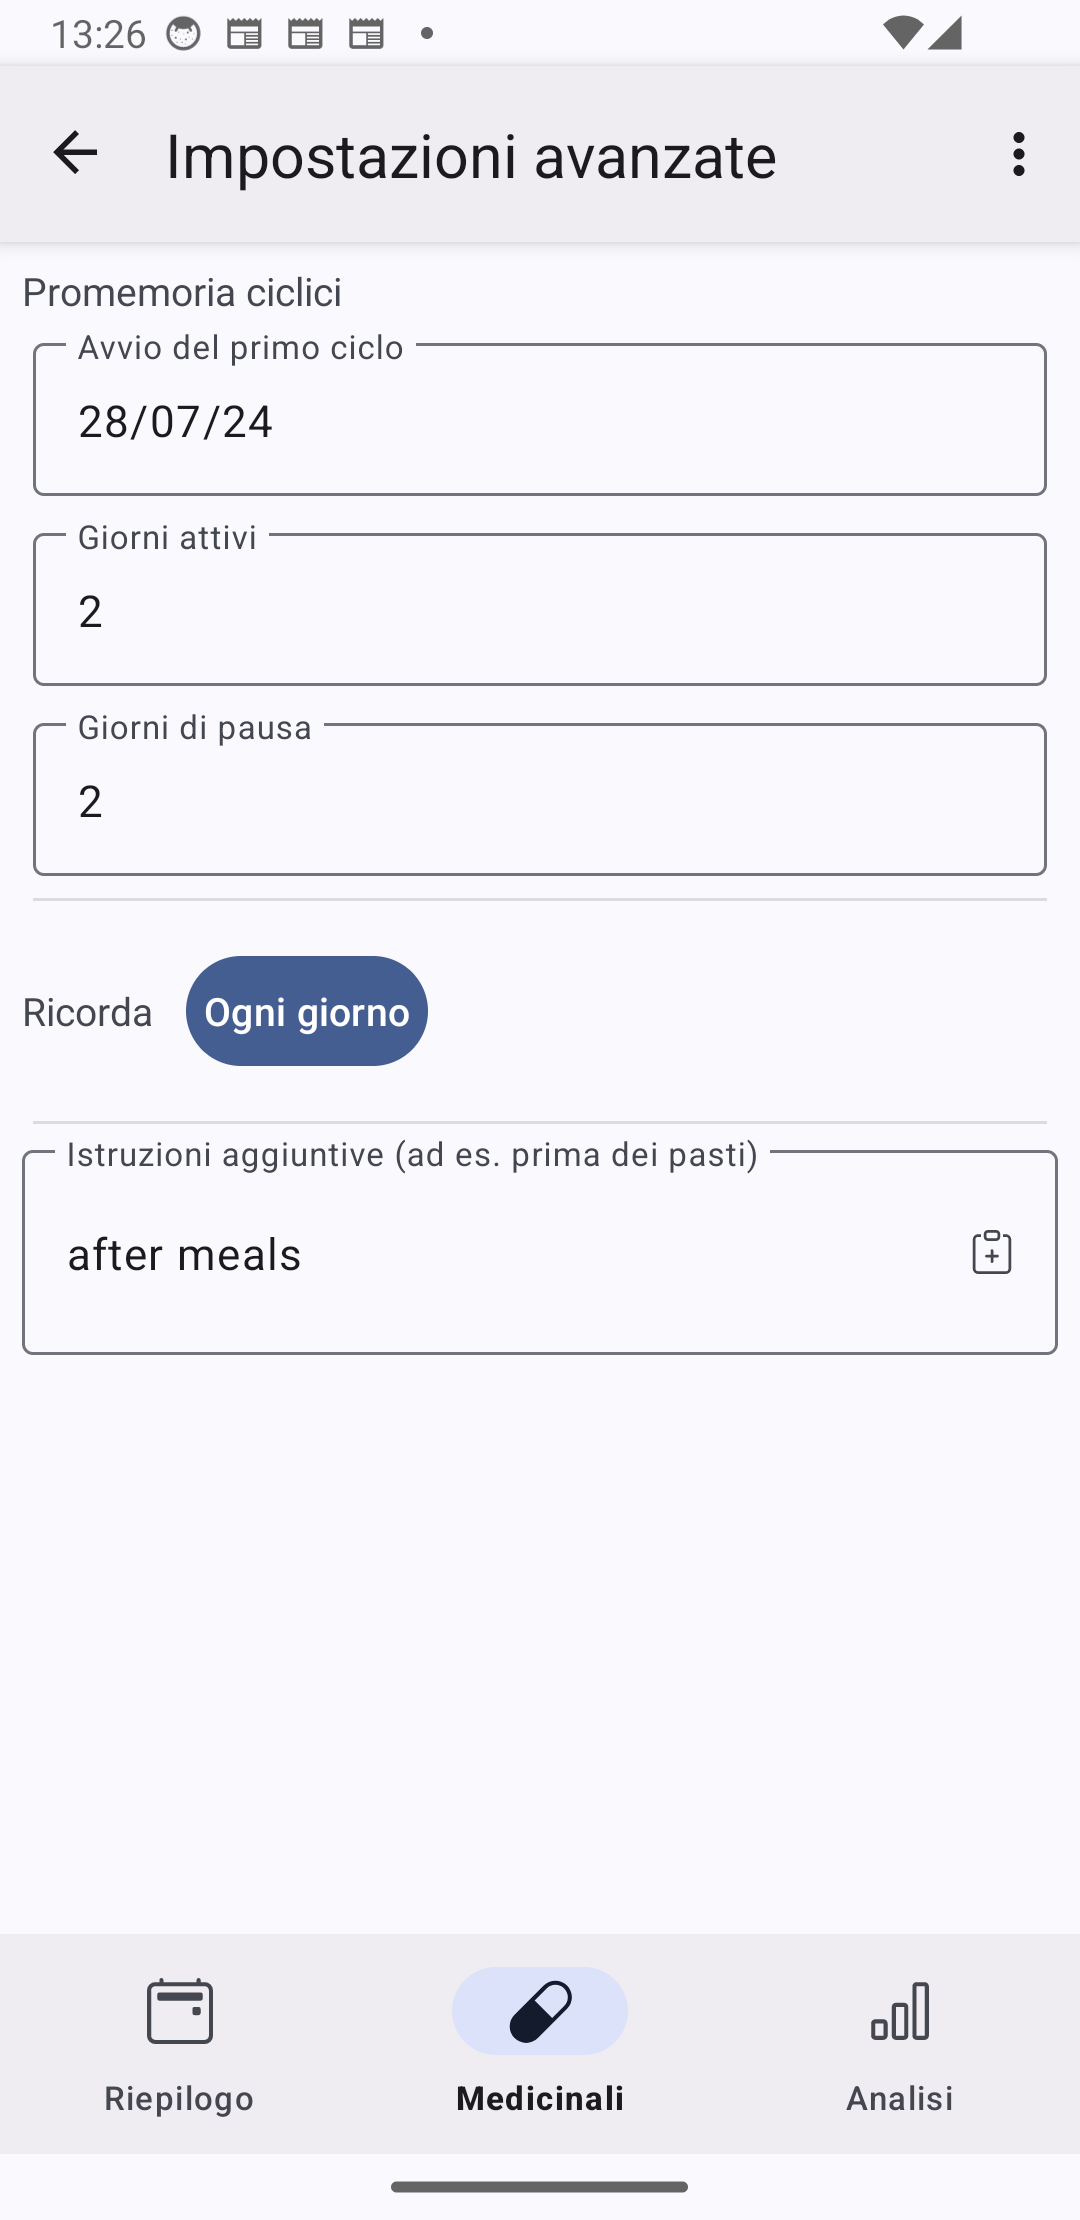 13:26
Impostazioni avanzate
Promemoria ciclici
Avvio del primo ciclo
28/07/24
Giorni attivi
2
Giorni di pausa
2
Ricorda Ogni giorno
Istruzioni aggiuntive (ad es. prima dei pasti)
after meals
Riepilogo Medicinali Analisi